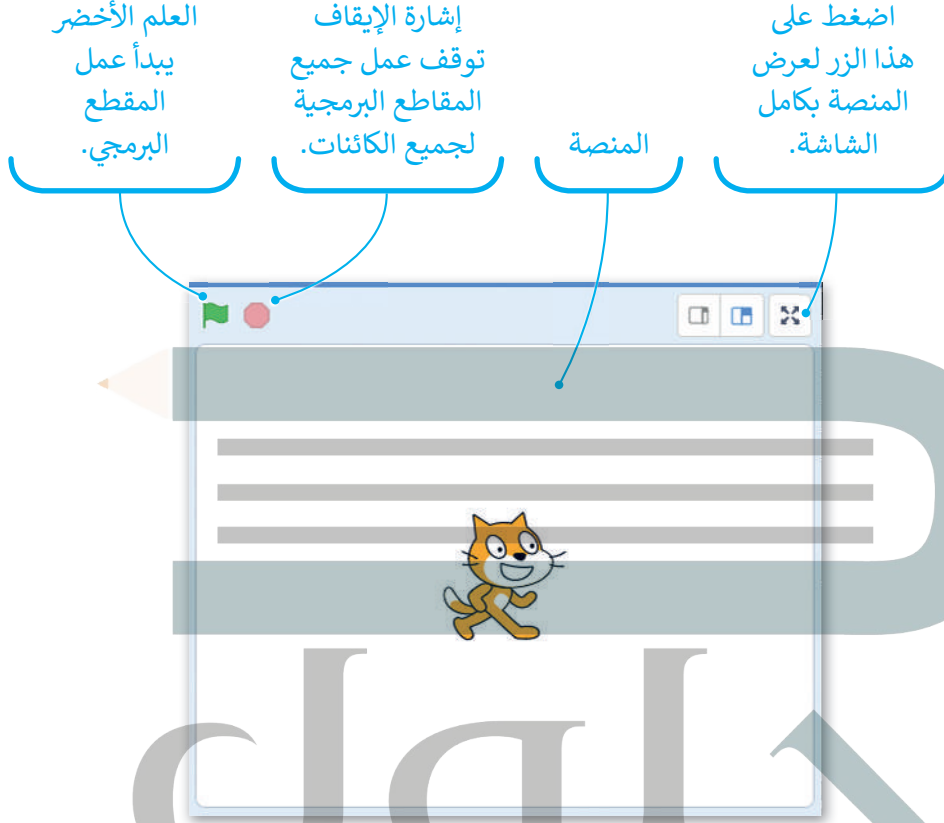 اضغط على
هذا الزر لعرض
المنصة بكامل
الشاشة.
المنصة
إشارة الإيقاف
توقف عمل جميع
المقاطع البرمجية
لجميع الكائنات.
العلم الأخضر
يبدأ عمل
المقطع
البرمجي.